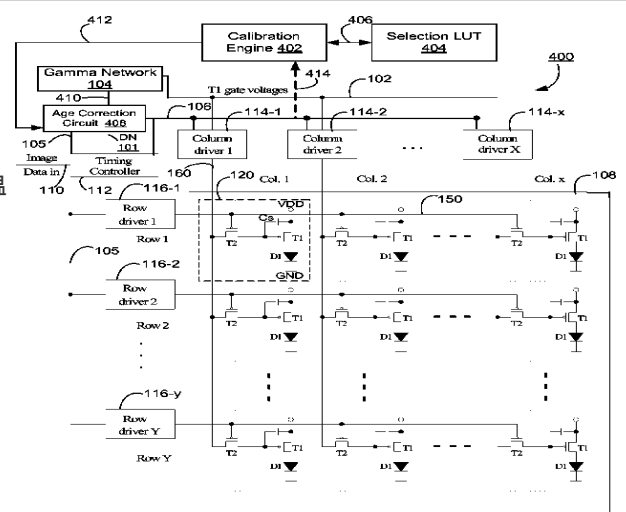 412
Calibration
Engine 402
406
Selection LUT
404
400
Gamma Network
104
410
414
T1 gate voltages
102
Age Correction
Circuit 408
106
114-1
114-2
114-x
105
DN
101
Column
driver 1
Column
driver 2
...
Column
driver X
Image
Data in
Timing
Controller
110
112
160
120
Col. 1
Col. 2
Col. x
108
116-1
Row
driver 1
Row 1
VDD
Cs
T2
T1
D1
GND
150
T2
T1
D1
T2
T1
D1
105
116-2
Row
driver 2
Row 2
T2
T1
D1
T2
T1
D1
T2
T1
D1
116-y
Row
driver Y
Row Y
T2
T1
D1
T2
T1
D1
T2
T1
D1